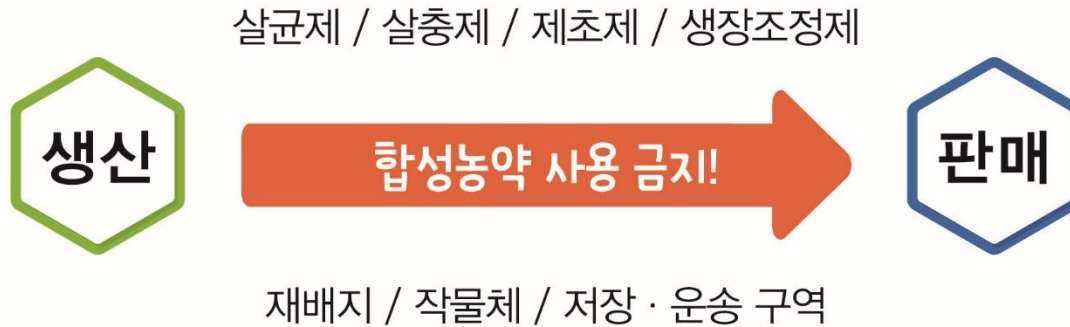 살균제 / 살충제 / 제초제 / 생장조정제
생산
합성농약 사용 금지!
판매
재배지 / 작물체 / 저장 · 운송 구역